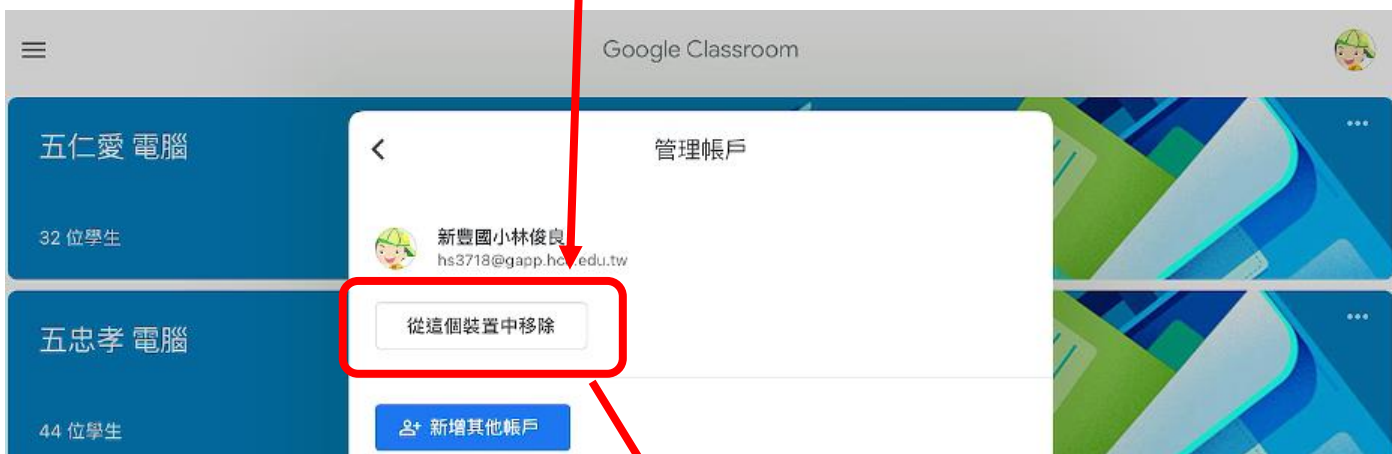 Google Classroom
五仁愛 電腦
管理帳戶
32 位學生
新豐國小林俊良
hs3718@gapp.hc.edu.tw
從這個裝置中移除
五忠孝 電腦
44 位學生
新增其他帳戶